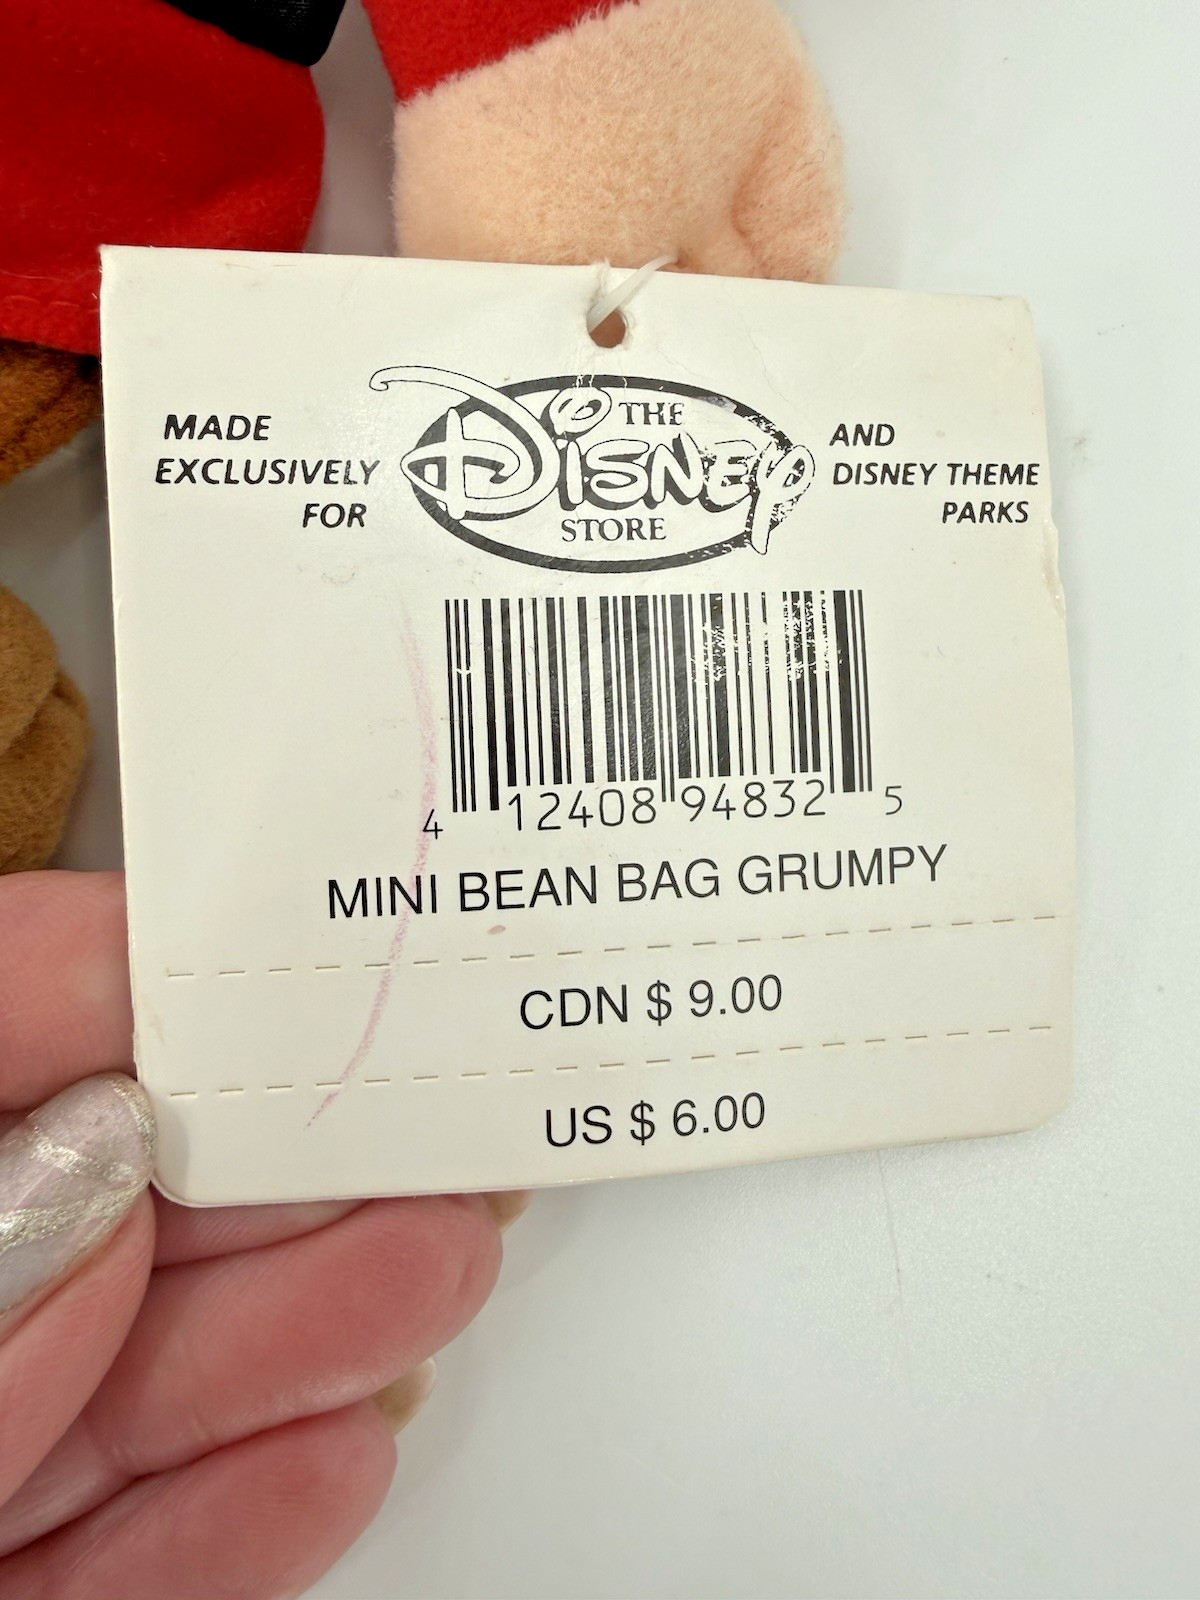 MADE
EXCLUSIVELY
FOR
THE
DISNEY
STORE
AND
DISNEY THEME
PARKS
4 12408 94832 5
MINI BEAN BAG GRUMPY
CDN $ 9.00
US $ 6.00